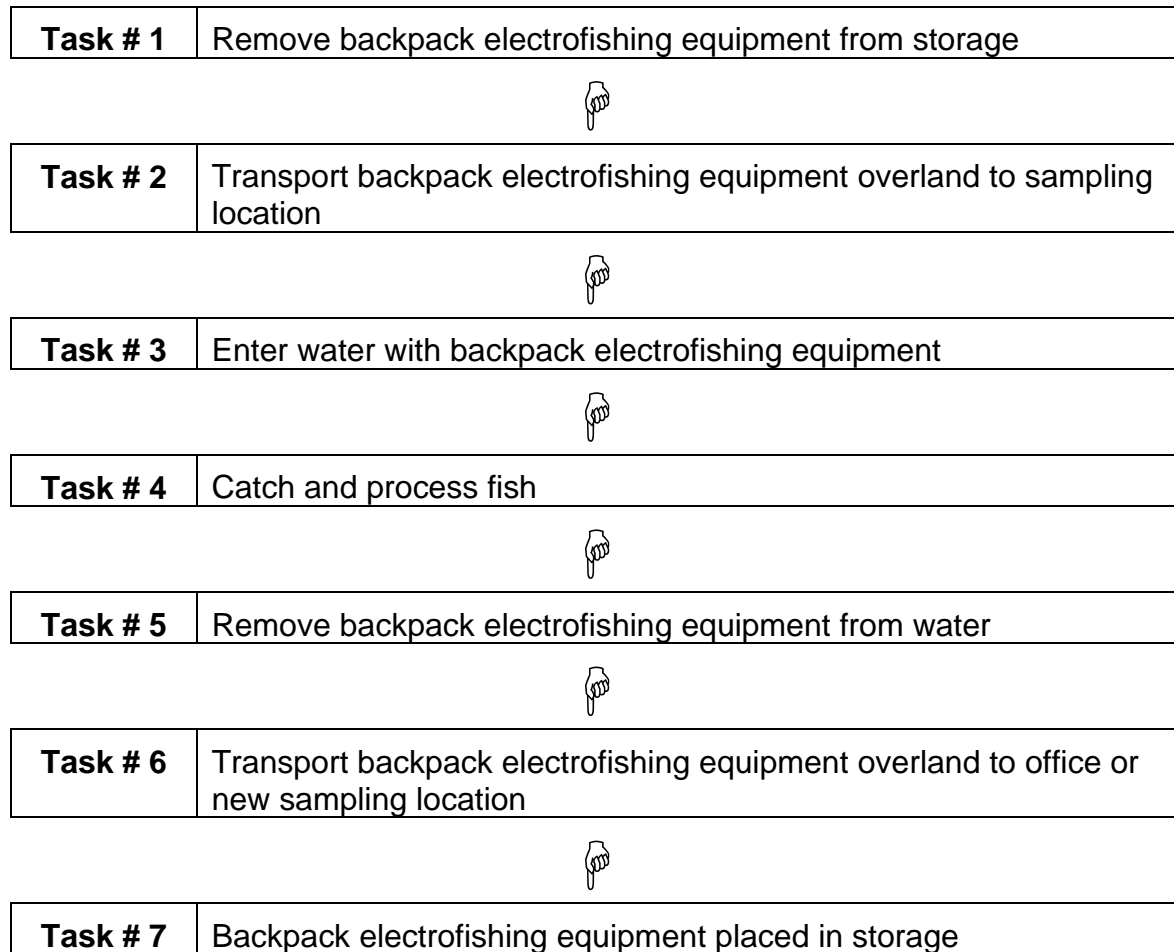 Task # 1 Remove backpack electrofishing equipment from storage
Task # 2 Transport backpack electrofishing equipment overland to sampling
location
Task # 3 Enter water with backpack electrofishing equipment
Task # 4 Catch and process fish
Task # 5 Remove backpack electrofishing equipment from water
Task # 6 Transport backpack electrofishing equipment overland to office or
new sampling location
Task # 7 Backpack electrofishing equipment placed in storage